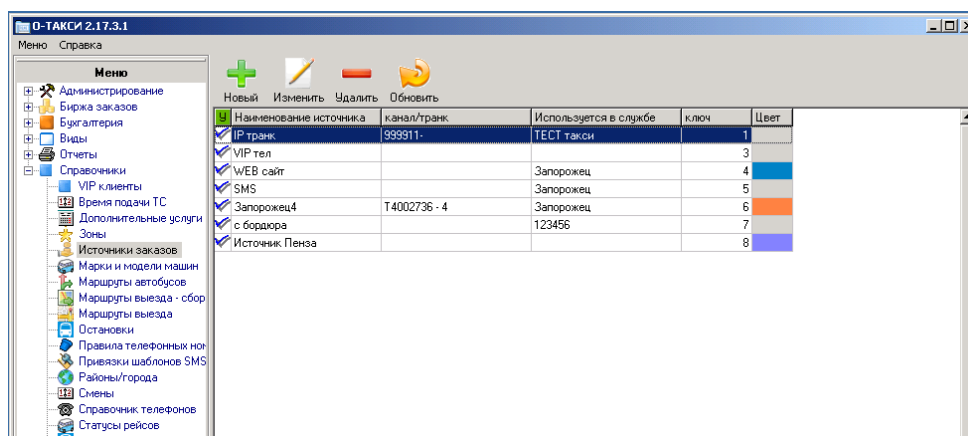 О-ТАКСИ 2.17.3.1
Меню Справка
Меню
Администрирование
Биржа заказов
Бухгалтерия
Виды
Отчеты
Справочники
VIP клиенты
Время подачи ТС
Дополнительные услуги
Зоны
Источники заказов
Марки и модели машин
Маршруты автобусов
Маршруты выезда - сбор
Маршруты выезда
Остановки
Правила телефонных ном
Привязки шаблонов SMS
Районы/города
Смены
Справочник телефонов
Статусы рейсов
Новый Изменить Удалить Обновить
У Наименование источника канал/транк Используется в службе ключ Цвет
IP транк 999911- ТЕСТ такси 1
VIP тел 3
WEB сайт Запорожец 4
SMS Запорожец 5
Запорожец4 T4002736 - 4 Запорожец 6
с бордюра 123456 7
Источник Пенза 8